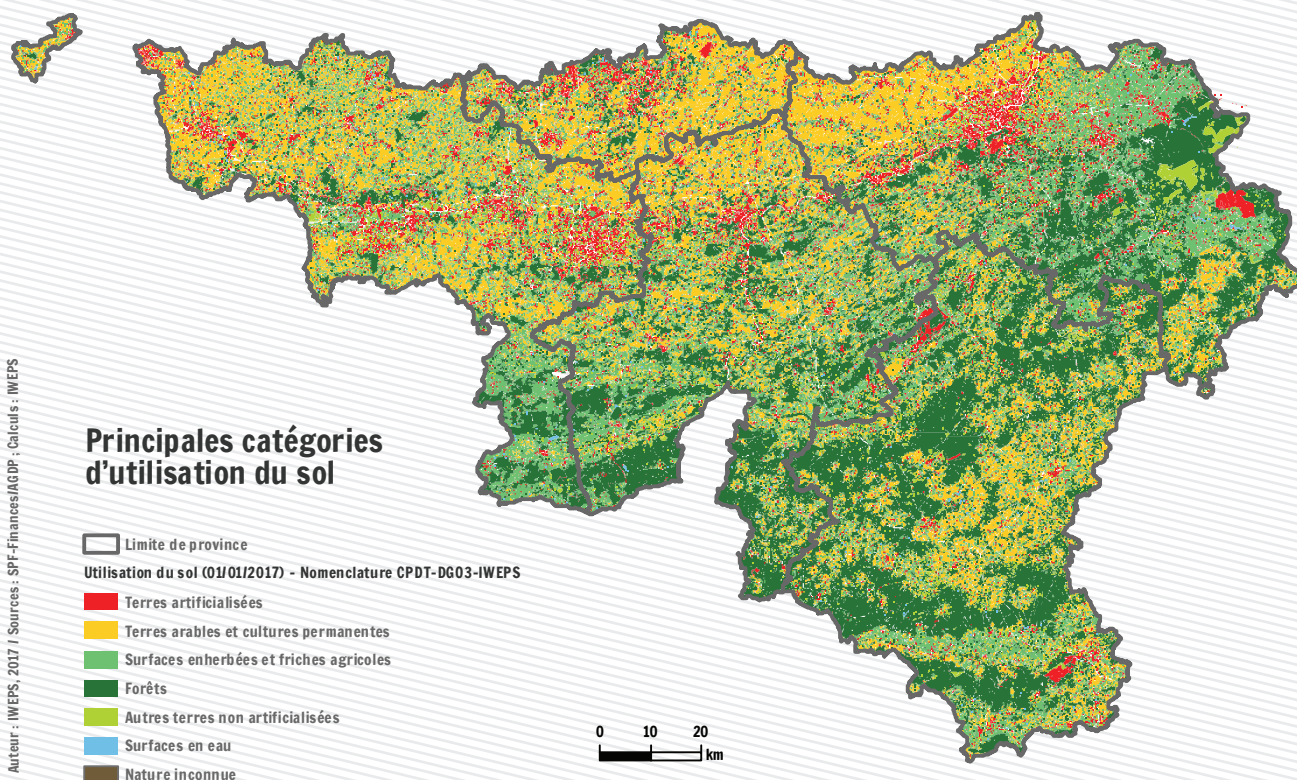 Principales catégories
d'utilisation du sol
Limite de province
Utilisation du sol (01/01/2017) - Nomenclature CPDT-DGO3-IWEPS
Terres artificialisées
Terres arables et cultures permanentes
Surfaces enherbées et friches agricoles
Forêts
Autres terres non artificialisées
Surfaces en eau
Nature inconnue
0 10 20
km
Auteur : IWEPS, 2017 / Sources : SPF-Finances/AGDP ; Calculs : IWEPS